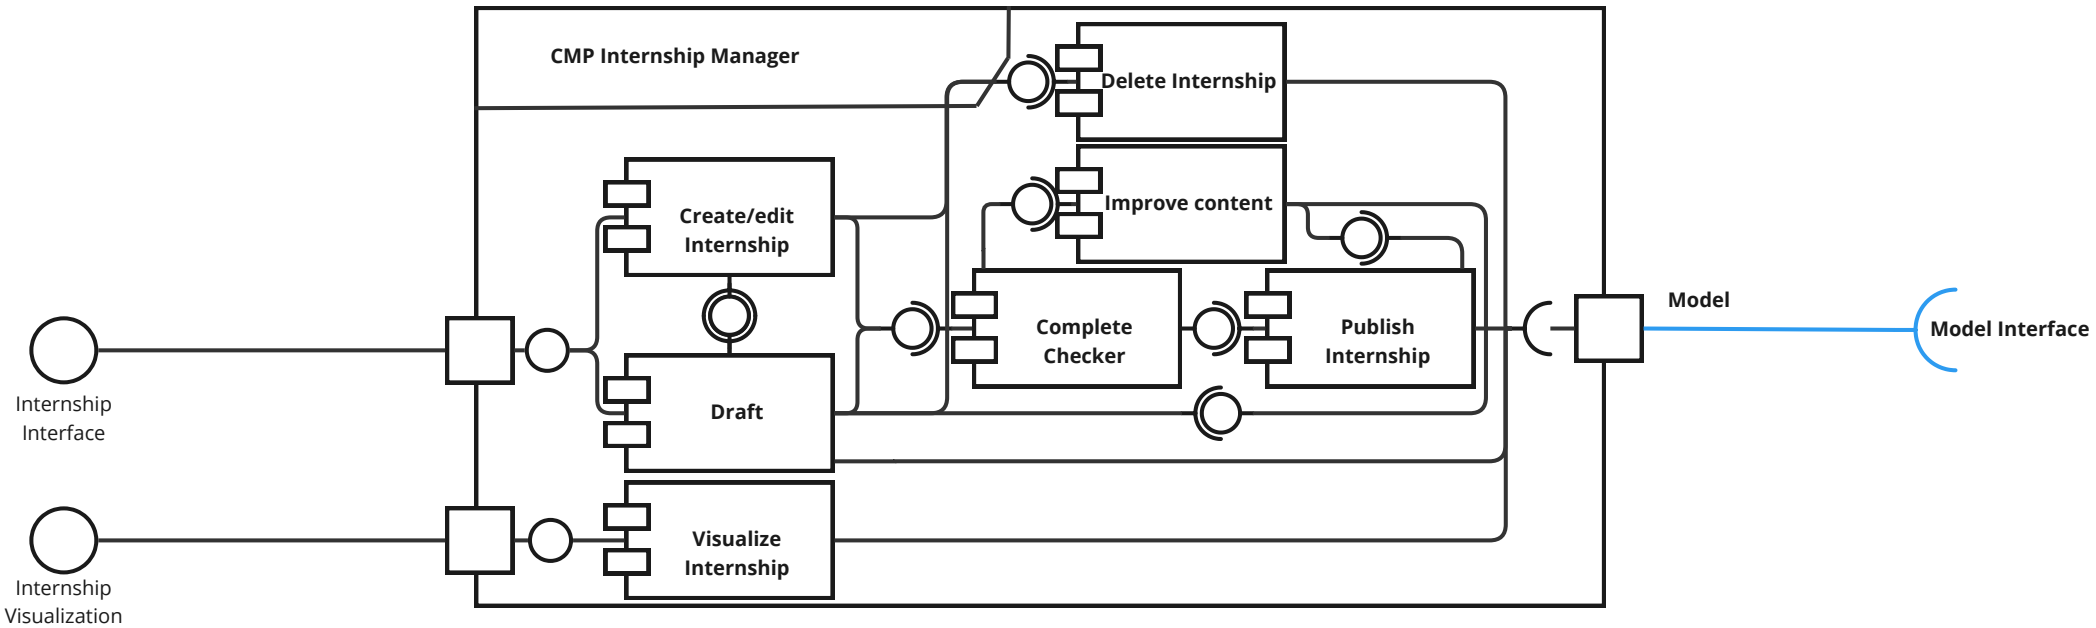 CMP Internship Manager
Delete Internship
Improve content
Create/edit
Internship
Complete
Checker
Publish
Internship
Model
Model Interface
Internship
Interface
Draft
Visualize
Internship
Internship
Visualization